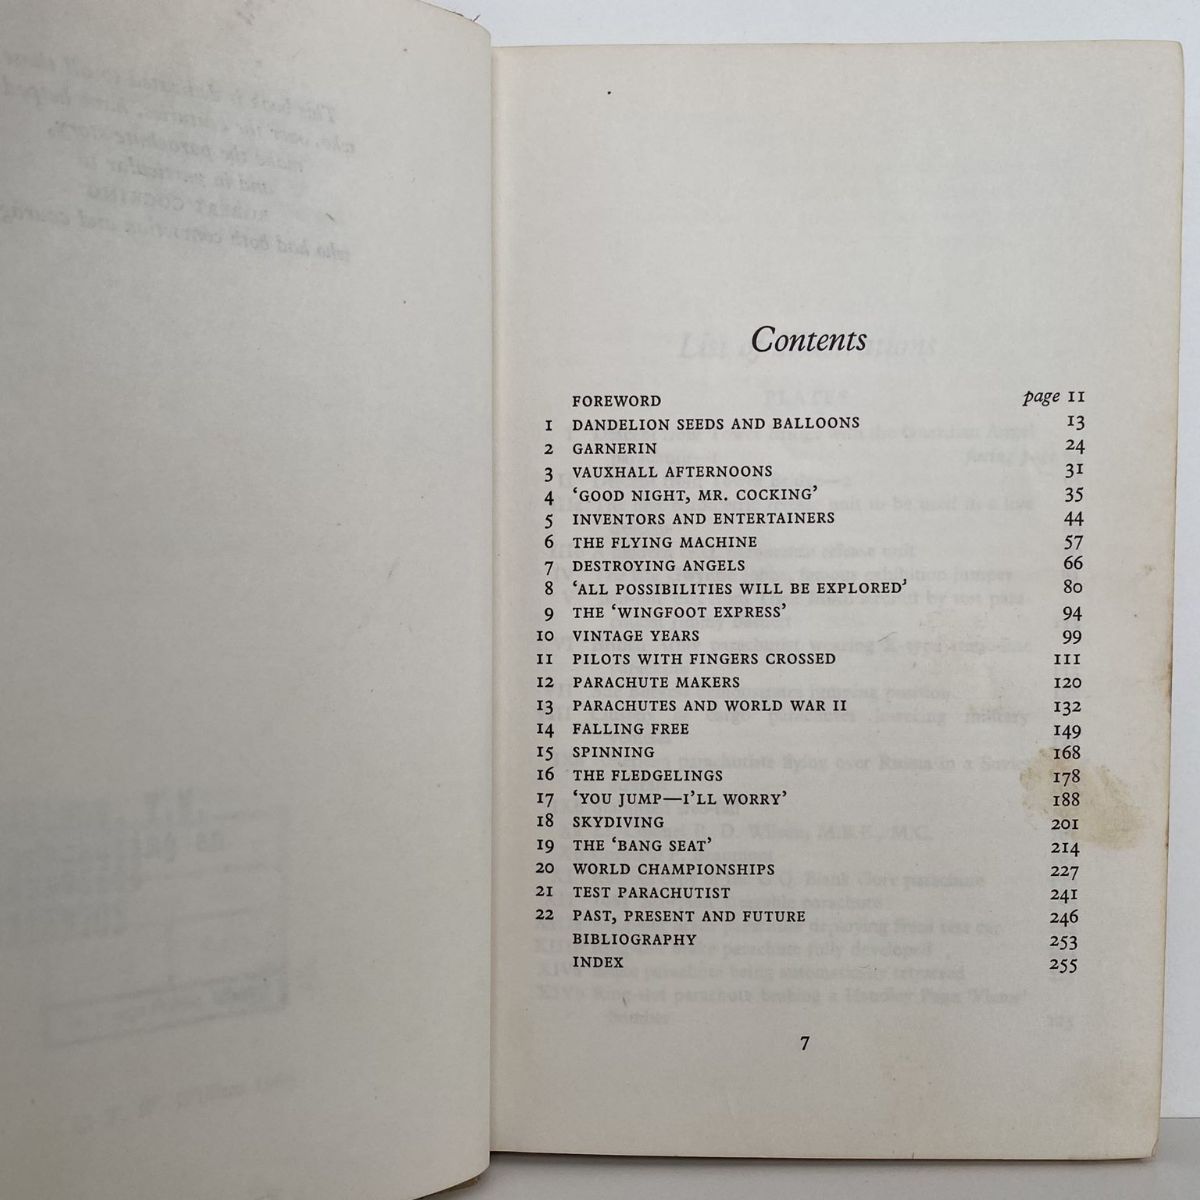 Contents
FOREWORD page 11
1 DANDELION SEEDS AND BALLOONS 13
2 GARNERIN 24
3 VAUXHALL AFTERNOONS 31
4 ‘GOOD NIGHT, MR. COCKING’ 35
5 INVENTORS AND ENTERTAINERS 44
6 THE FLYING MACHINE 57
7 DESTROYING ANGELS 66
8 ‘ALL POSSIBILITIES WILL BE EXPLORED’ 80
9 THE ‘WINGFOOT EXPRESS’ 94
10 VINTAGE YEARS 99
11 PILOTS WITH FINGERS CROSSED 111
12 PARACHUTE MAKERS 120
13 PARACHUTES AND WORLD WAR II 132
14 FALLING FREE 149
15 SPINNING 168
16 THE FLEDGELINGS 178
17 ‘YOU JUMP—I’LL WORRY’ 188
18 SKYDIVING 201
19 THE ‘BANG SEAT’ 214
20 WORLD CHAMPIONSHIPS 227
21 TEST PARACHUTIST 241
22 PAST, PRESENT AND FUTURE 246
BIBLIOGRAPHY 253
INDEX 255
7